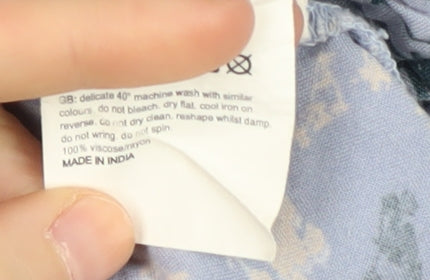 GB: delicate 40° machine wash with similar
colours. do not bleach. dry flat. cool iron on
reverse. do not dry clean. reshape whilst damp.
do not wring. do not spin.
100% viscose/rayon
MADE IN INDIA